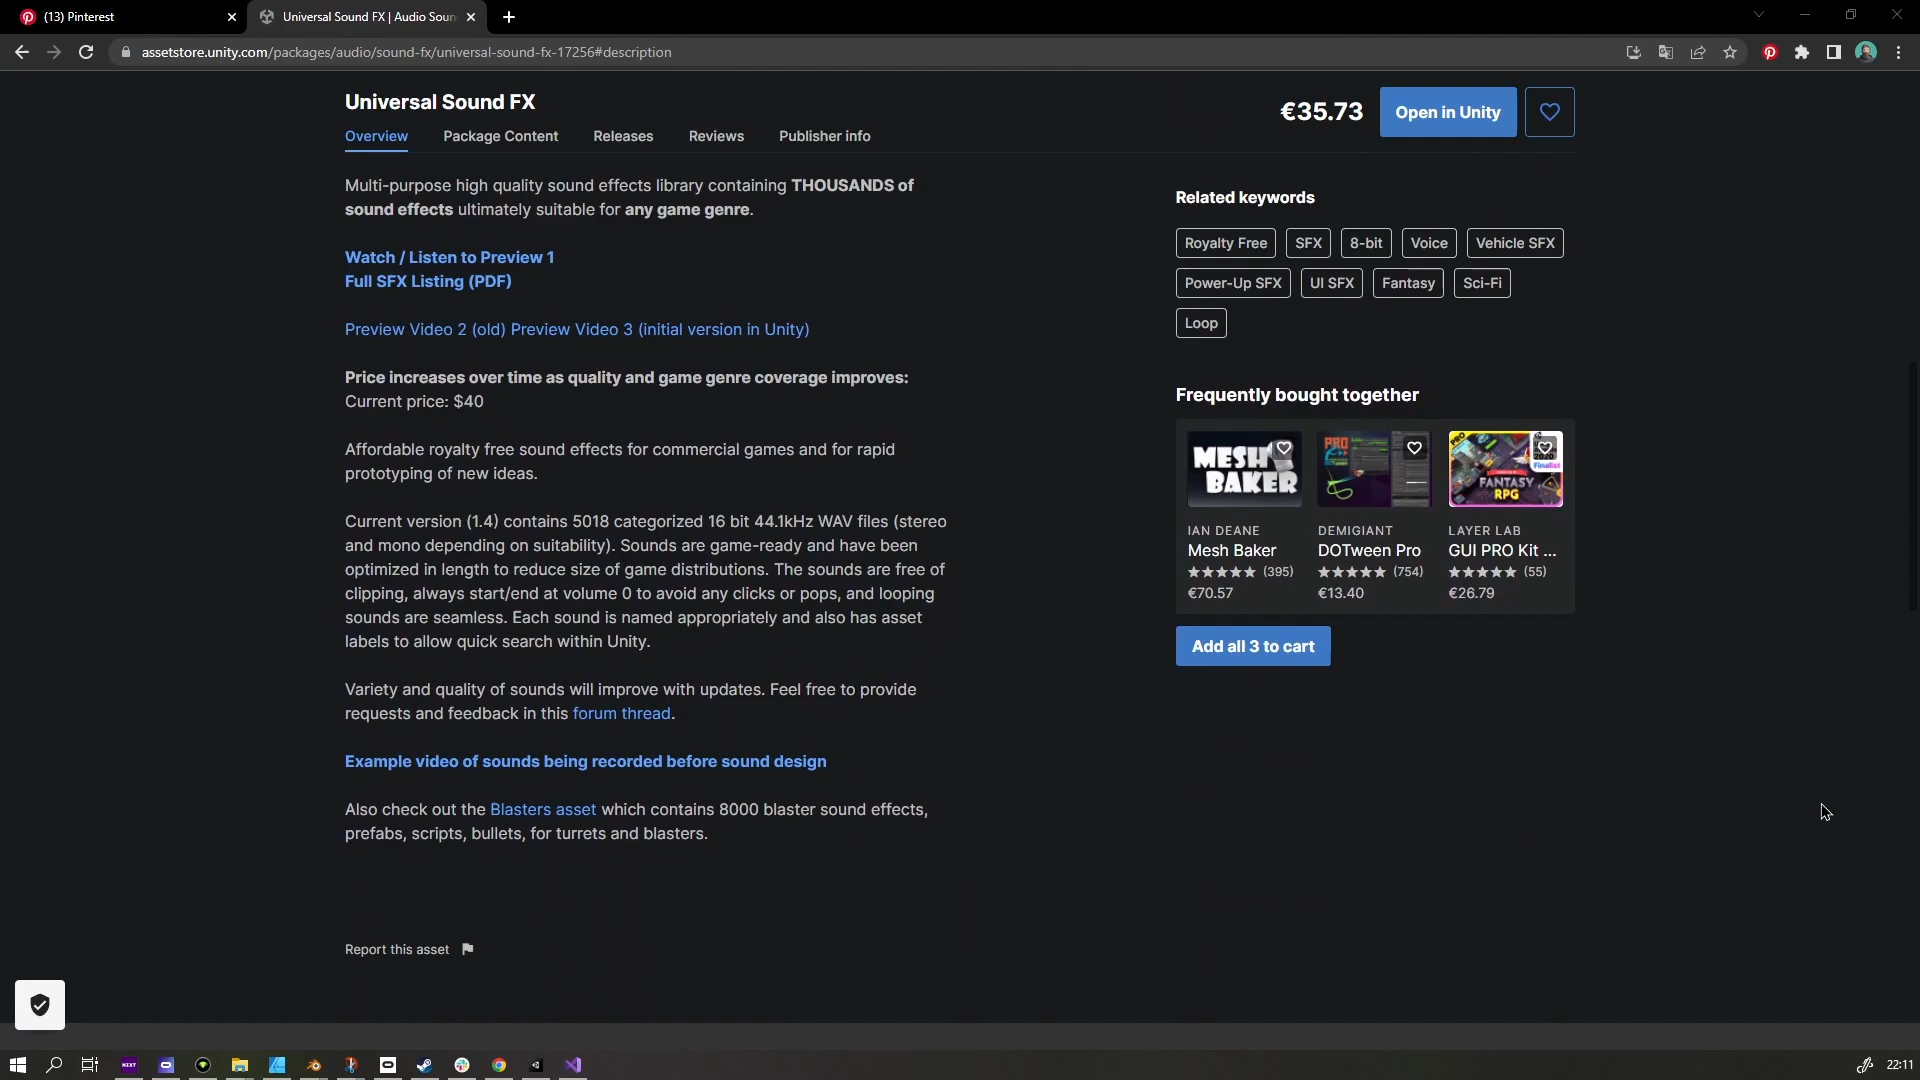 (13) Pinterest
Universal Sound FX | Audio Soun
assetstore.unity.com/packages/audio/sound-fx/universal-sound-fx-17256#description
Universal Sound FX
€35.73
Open in Unity
Overview
Package Content
Releases
Reviews
Publisher info
Multi-purpose high quality sound effects library containing THOUSANDS of
sound effects ultimately suitable for any game genre.
Watch / Listen to Preview 1
Full SFX Listing (PDF)
Preview Video 2 (old) Preview Video 3 (initial version in Unity)
Price increases over time as quality and game genre coverage improves:
Current price: $40
Affordable royalty free sound effects for commercial games and for rapid
prototyping of new ideas.
Current version (1.4) contains 5018 categorized 16 bit 44.1kHz WAV files (stereo
and mono depending on suitability). Sounds are game-ready and have been
optimized in length to reduce size of game distributions. The sounds are free of
clipping, always start/end at volume 0 to avoid any clicks or pops, and looping
sounds are seamless. Each sound is named appropriately and also has asset
labels to allow quick search within Unity.
Variety and quality of sounds will improve with updates. Feel free to provide
requests and feedback in this forum thread.
Example video of sounds being recorded before sound design
Also check out the Blasters asset which contains 8000 blaster sound effects,
prefabs, scripts, bullets, for turrets and blasters.
Report this asset
Related keywords
Royalty Free
SFX
8-bit
Voice
Vehicle SFX
Power-Up SFX
UI SFX
Fantasy
Sci-Fi
Loop
Frequently bought together
MESH
BAKER
PRO
PRO
2020
Finalist
FANTASY
RPG
IAN DEANE
Mesh Baker
(395)
€70.57
DEMIGIANT
DOTween Pro
(754)
€13.40
LAYER LAB
GUI PRO Kit ...
(55)
€26.79
Add all 3 to cart
NEXT
22:11